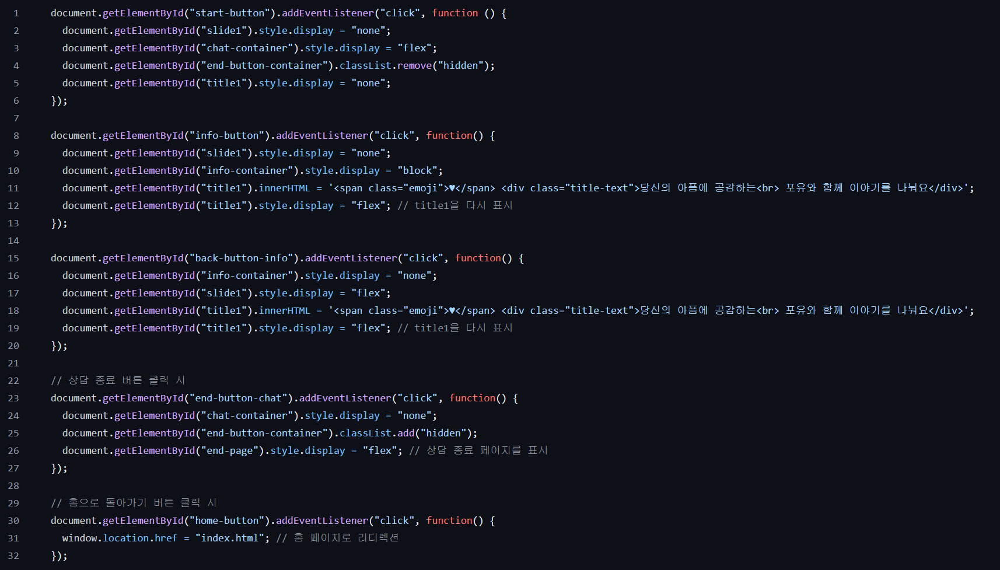 1 document.getElementById("start-button").addEventListener("click", function () {
2 document.getElementById("slide1").style.display = "none";
3 document.getElementById("chat-container").style.display = "flex";
4 document.getElementById("end-button-container").classList.remove("hidden");
5 document.getElementById("title1").style.display = "none";
6 });
7
8 document.getElementById("info-button").addEventListener("click", function() {
9 document.getElementById("slide1").style.display = "none";
10 document.getElementById("info-container").style.display = "block";
11 document.getElementById("title1").innerHTML = '<span class="emoji">♥</span> <div class="title-text">당신의 아픔에 공감하는<br> 포유와 함께 이야기를 나눠요</div>';
12 document.getElementById("title1").style.display = "flex"; // title1을 다시 표시
13 });
14
15 document.getElementById("back-button-info").addEventListener("click", function() {
16 document.getElementById("info-container").style.display = "none";
17 document.getElementById("slide1").style.display = "flex";
18 document.getElementById("title1").innerHTML = '<span class="emoji">♥</span> <div class="title-text">당신의 아픔에 공감하는<br> 포유와 함께 이야기를 나눠요</div>';
19 document.getElementById("title1").style.display = "flex"; // title1을 다시 표시
20 });
21
22 // 상담 종료 버튼 클릭 시
23 document.getElementById("end-button-chat").addEventListener("click", function() {
24 document.getElementById("chat-container").style.display = "none";
25 document.getElementById("end-button-container").classList.add("hidden");
26 document.getElementById("end-page").style.display = "flex"; // 상담 종료 페이지를 표시
27 });
28
29 // 홈으로 돌아가기 버튼 클릭 시
30 document.getElementById("home-button").addEventListener("click", function() {
31 window.location.href = "index.html"; // 홈 페이지로 리디렉션
32 });